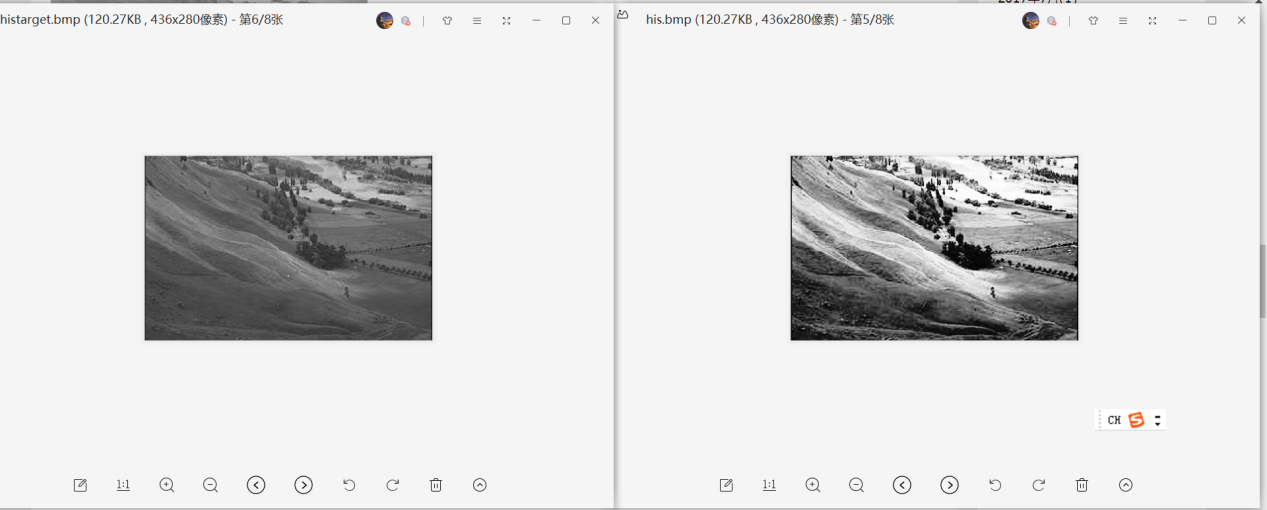 histarget.bmp (120.27KB , 436x280像素) - 第6/8张
his.bmp (120.27KB , 436x280像素) - 第5/8张
CH
1:1
1:1